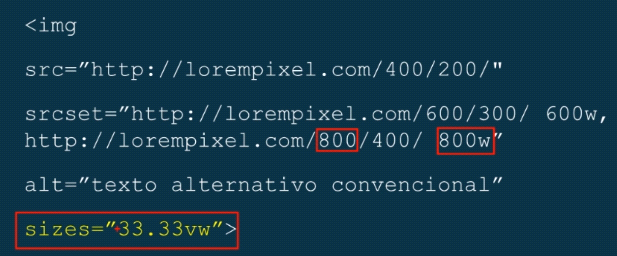 <img
src=”http://lorempixel.com/400/200/"
srcset=”http://lorempixel.com/600/300/ 600w,
http://lorempixel.com/800/400/ 800w”
alt=”texto alternativo convencional”
sizes=”33.33vw”>